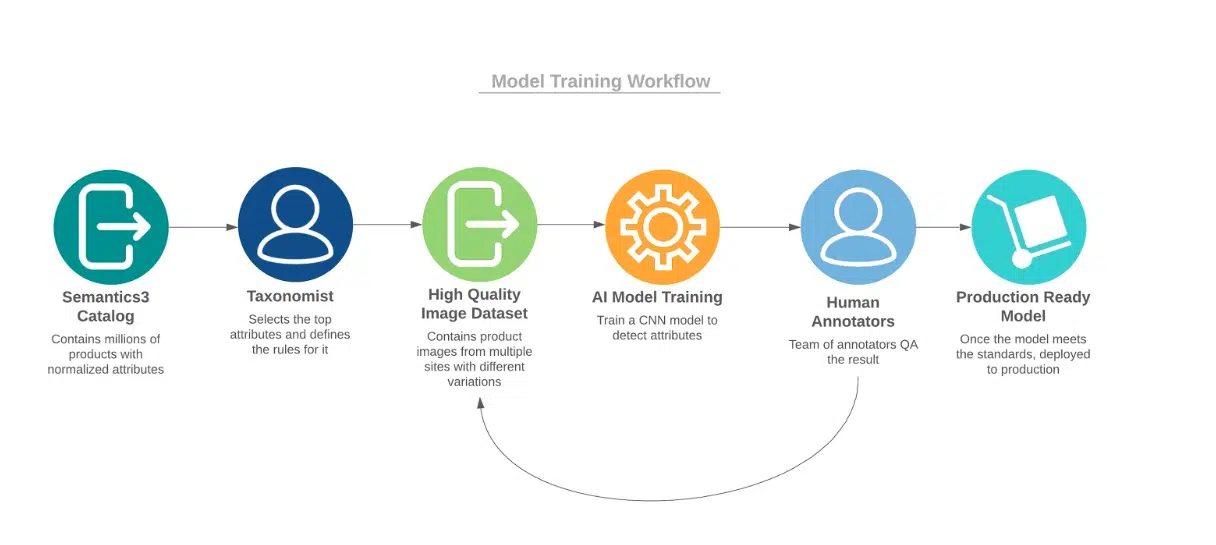 Model Training Workflow
Semantics3
Catalog
Contains millions of
products with
normalized attributes
Taxonomist
Selects the top
attributes and defines
the rules for it
High Quality
Image Dataset
Contains product
images from multiple
sites with different
variations
AI Model Training
Train a CNN model to
detect attributes
Human
Annotators
Team of annotators QA
the result
Production Ready
Model
Once the model meets
the standards, deployed
to production